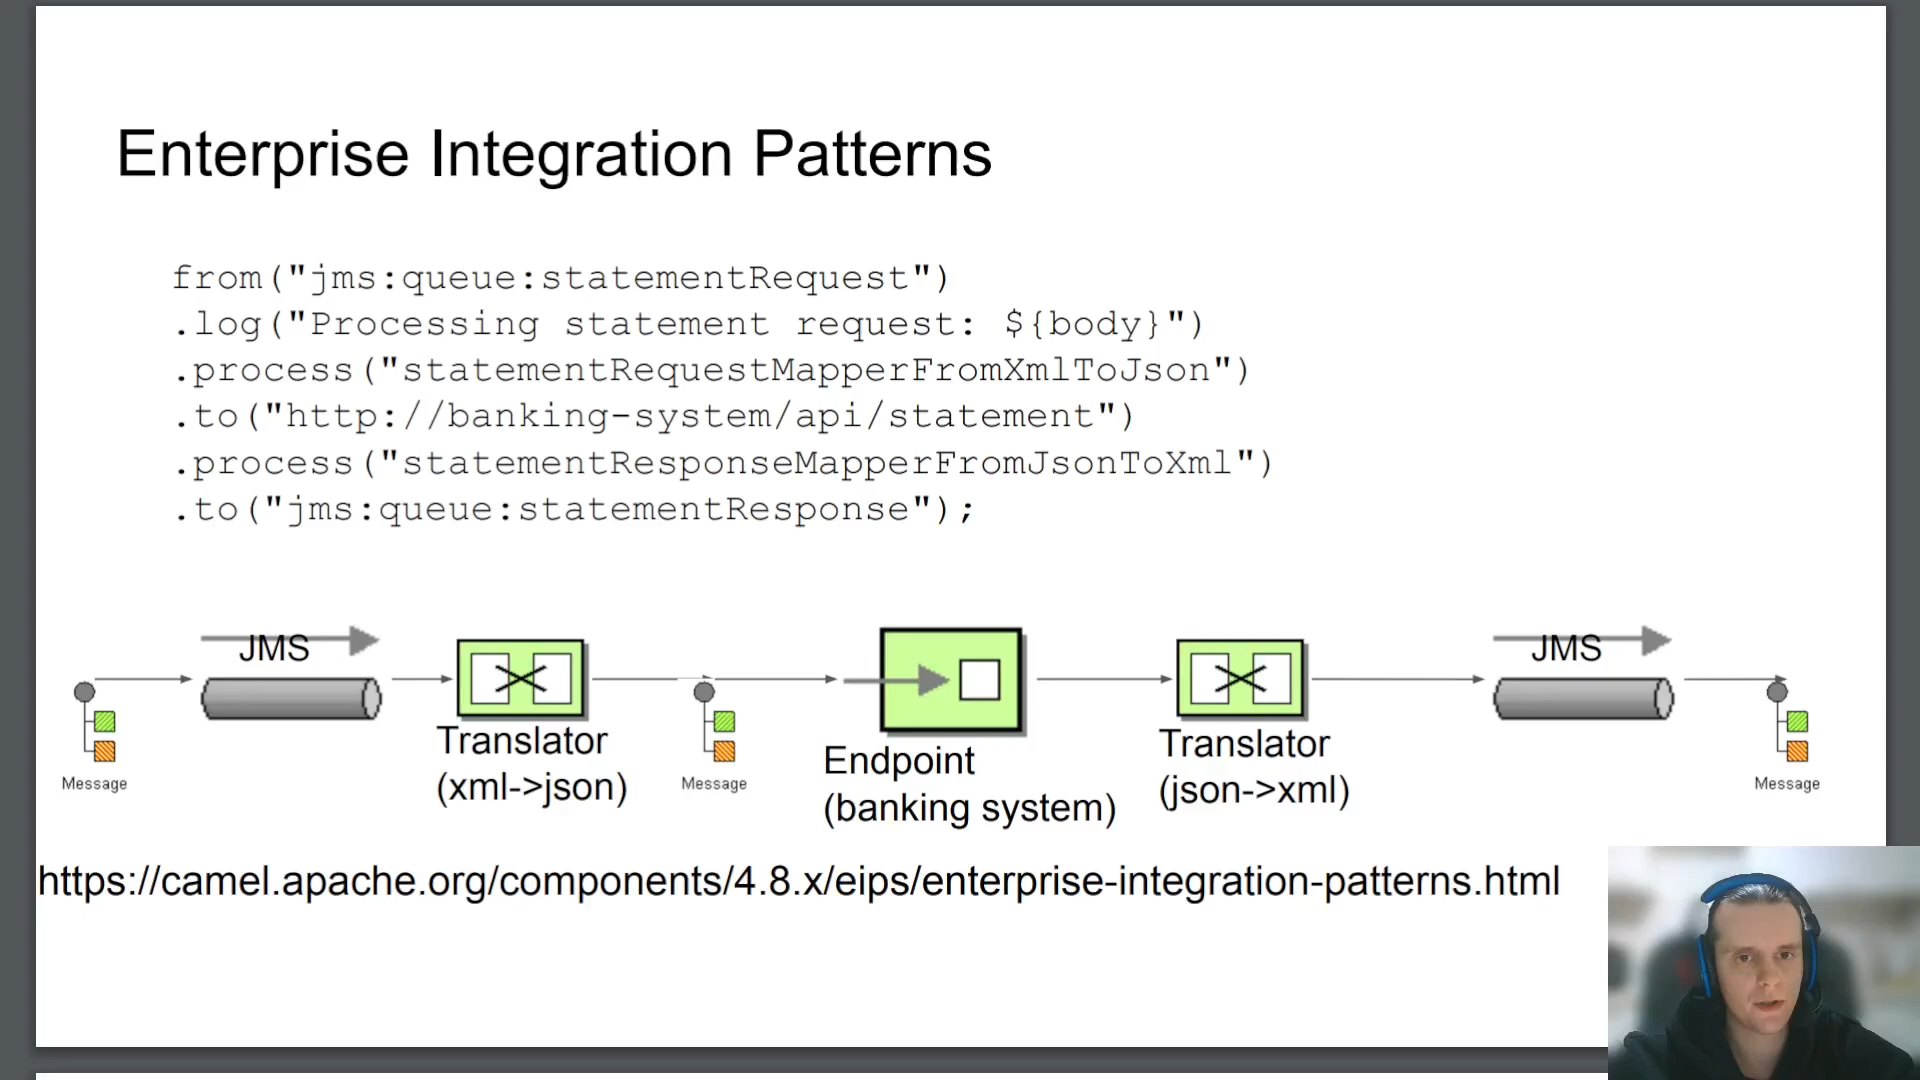 Enterprise Integration Patterns
from("jms:queue:statementRequest")
.log("Processing statement request: ${body}")
.process("statementRequestMapperFromXmlToJson")
.to("http://banking-system/api/statement")
.process("statementResponseMapperFromJsonToXml")
.to("jms:queue:statementResponse");
JMS
JMS
Message
Translator
(xml->json)
Message
Endpoint
(banking system)
Translator
(json->xml)
Message
https://camel.apache.org/components/4.8.x/eips/enterprise-integration-patterns.html